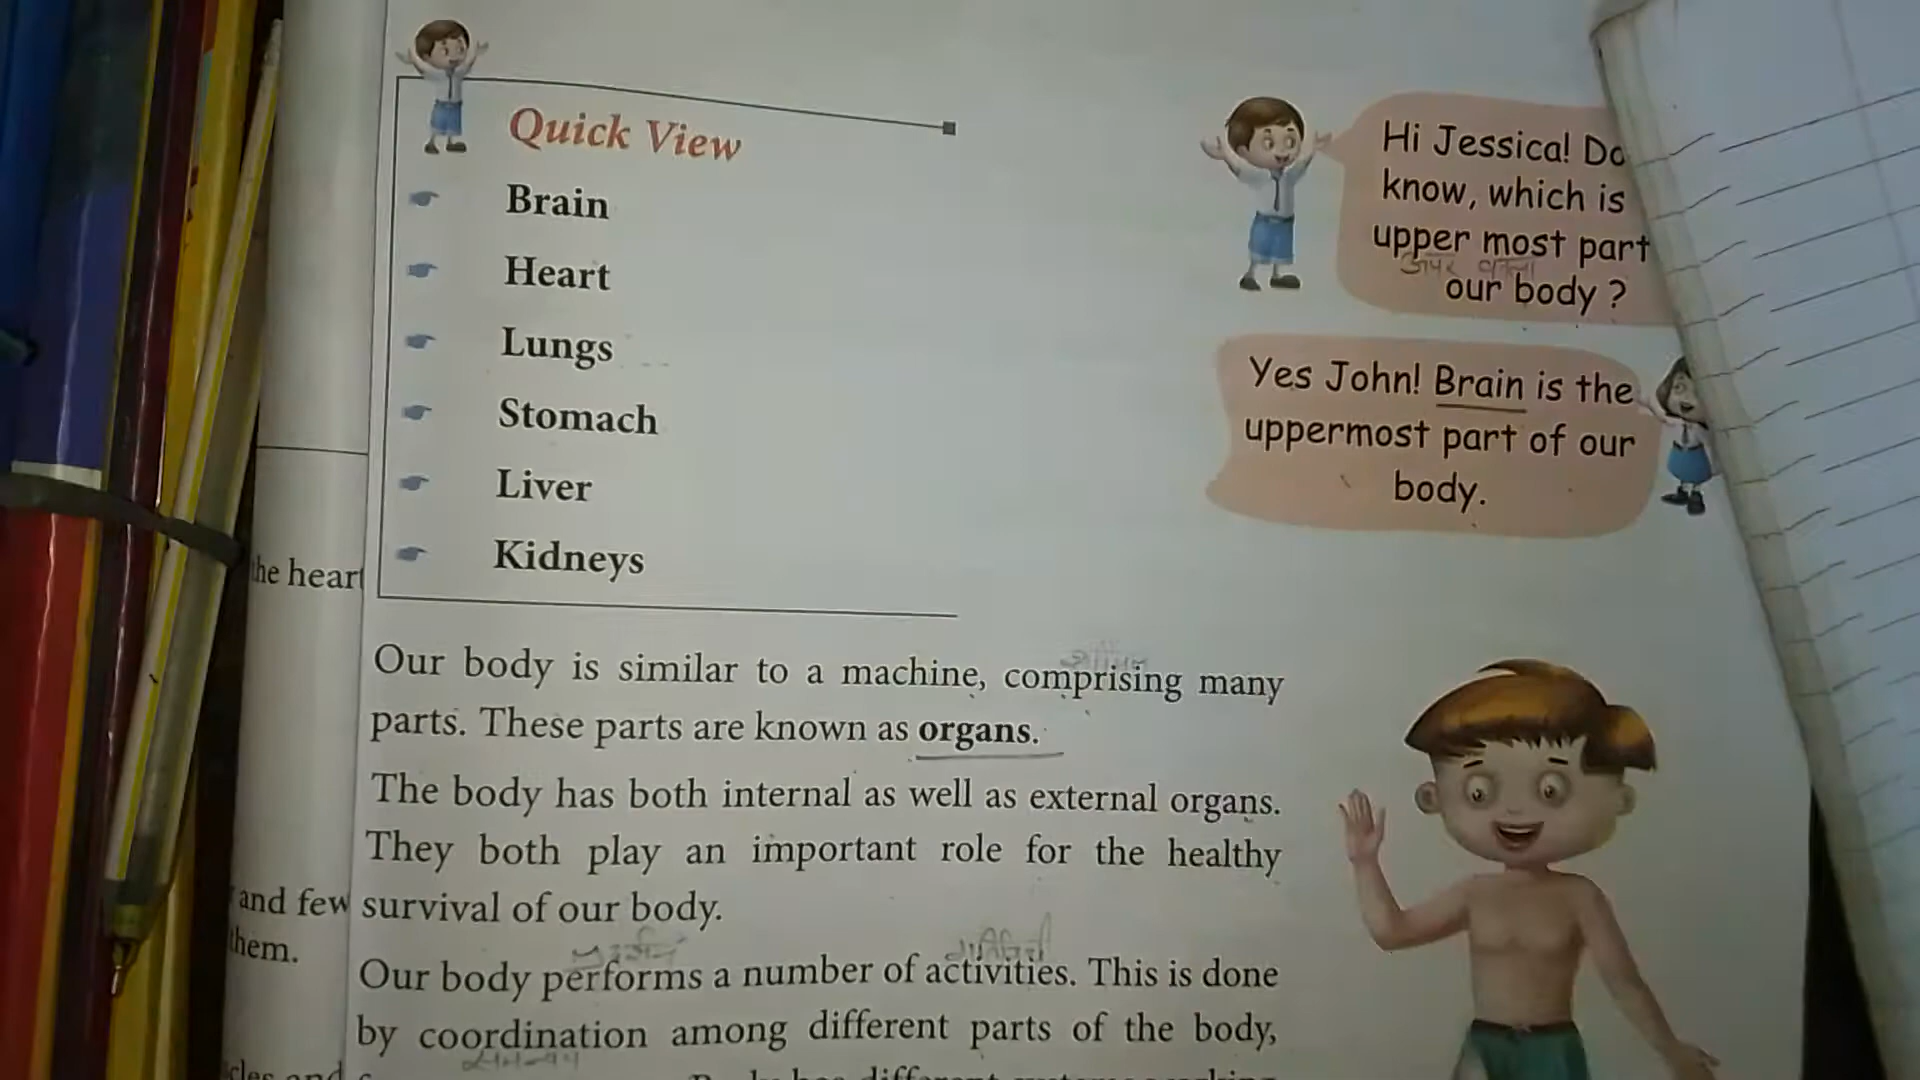 Quick View
Brain
Heart
Lungs
Stomach
Liver
Kidneys
Hi Jessica! Do
know, which is
upper most part
our body ?
Yes John! Brain is the
uppermost part of our
body.
the heart
Our body is similar to a machine, comprising many
parts. These parts are known as organs.
The body has both internal as well as external organs.
They both play an important role for the healthy
and few
survival of our body.
them.
Our body performs a number of activities. This is done
by coordination among different parts of the body,